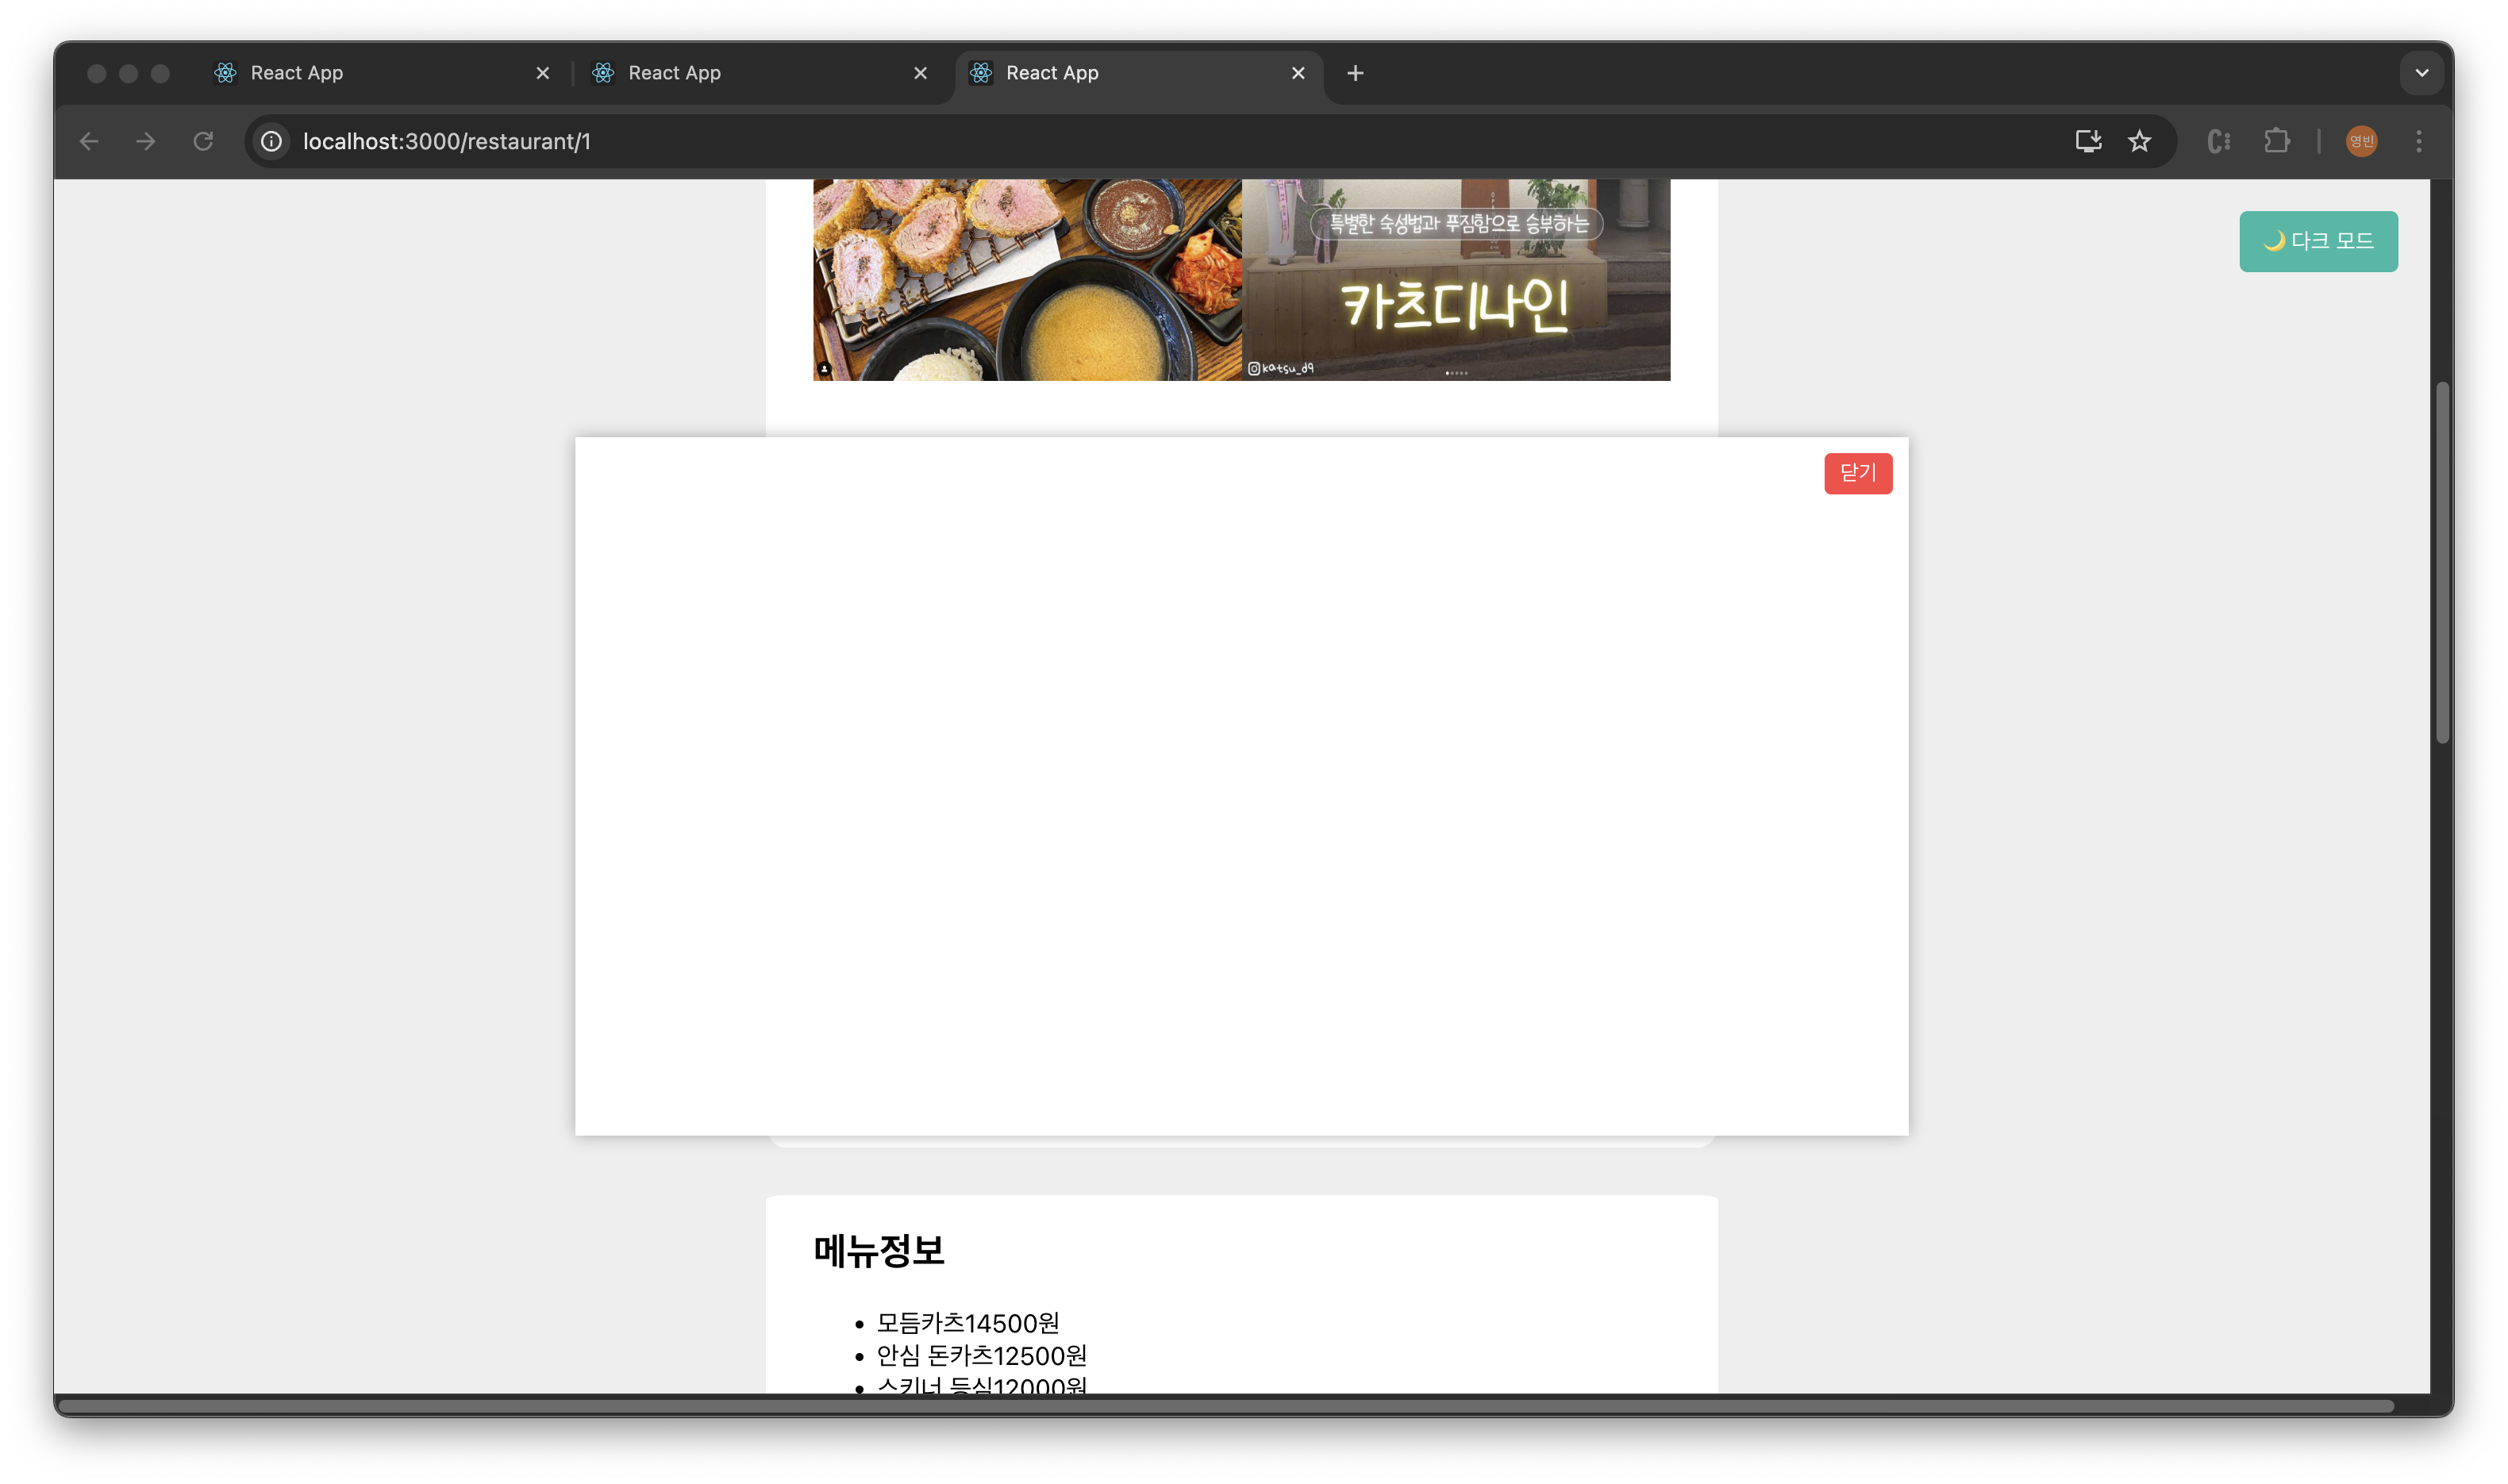 React App
React App
React App
localhost:3000/restaurant/1
영빈
특별한 숙성법과 푸짐함으로 승부하는
카츠디나인
katsu_d9
🌙 다크 모드
닫기
메뉴정보
• 모듬카츠14500원
• 안심 돈카츠12500원
• 스키너 등심12000원